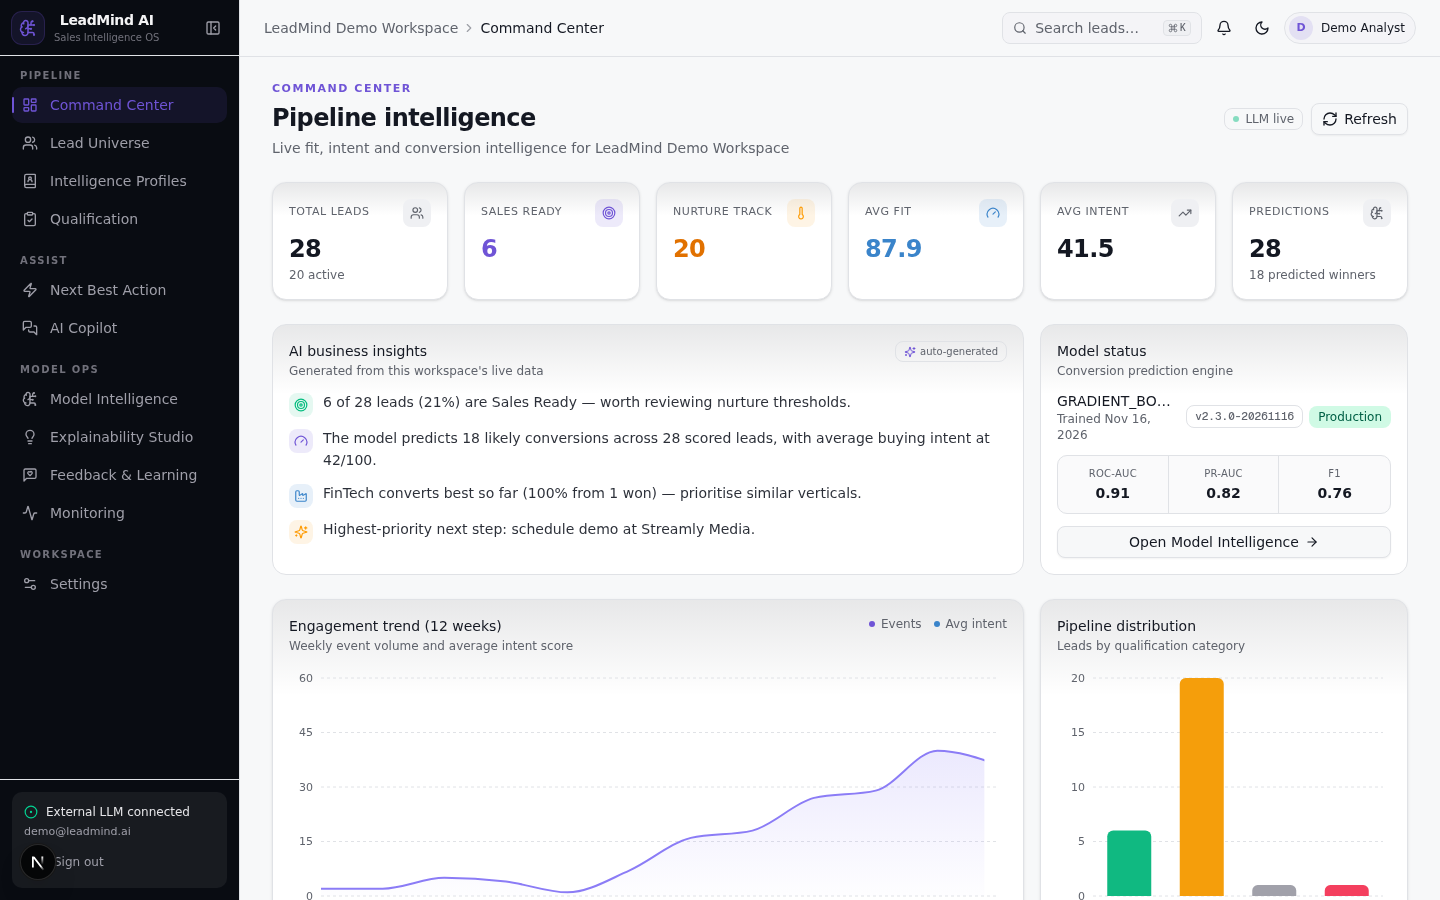 LeadMind AI
Sales Intelligence OS
PIPELINE
Command Center
Lead Universe
Intelligence Profiles
Qualification
ASSIST
Next Best Action
AI Copilot
MODEL OPS
Model Intelligence
Explainability Studio
Feedback & Learning
Monitoring
WORKSPACE
Settings
External LLM connected
demo@leadmind.ai
N
Sign out
LeadMind Demo Workspace > Command Center
Search leads...
⌘K
D
Demo Analyst
COMMAND CENTER
Pipeline intelligence
Live fit, intent and conversion intelligence for LeadMind Demo Workspace
LLM live
Refresh
TOTAL LEADS
28
20 active
SALES READY
6
NURTURE TRACK
20
AVG FIT
87.9
AVG INTENT
41.5
PREDICTIONS
28
18 predicted winners
AI business insights
auto-generated
Generated from this workspace's live data
6 of 28 leads (21%) are Sales Ready — worth reviewing nurture thresholds.
The model predicts 18 likely conversions across 28 scored leads, with average buying intent at
42/100.
FinTech converts best so far (100% from 1 won) — prioritise similar verticals.
Highest-priority next step: schedule demo at Streamly Media.
Model status
Conversion prediction engine
GRADIENT_BO...
Trained Nov 16,
2026
v2.3.0-20261116
Production
ROC-AUC
0.91
PR-AUC
0.82
F1
0.76
Open Model Intelligence →
Engagement trend (12 weeks)
Weekly event volume and average intent score
Events
Avg intent
60
45
30
15
0
Pipeline distribution
Leads by qualification category
20
15
10
5
0